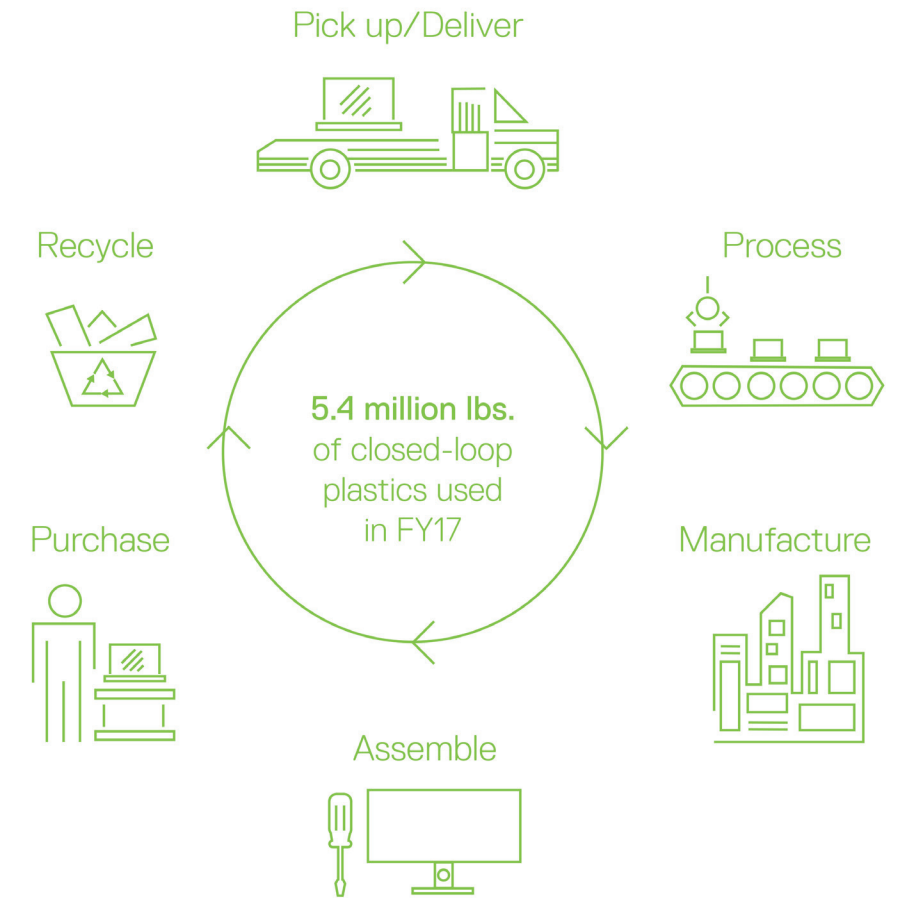 Pick up/Deliver
Recycle
Process
5.4 million lbs.
of closed-loop
plastics used
in FY17
Purchase
Manufacture
Assemble